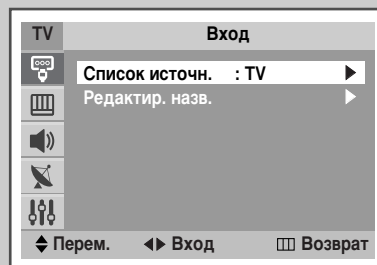 TV Вход
Список источн. : TV
Редактир. назв.
Перем. Вход Возврат